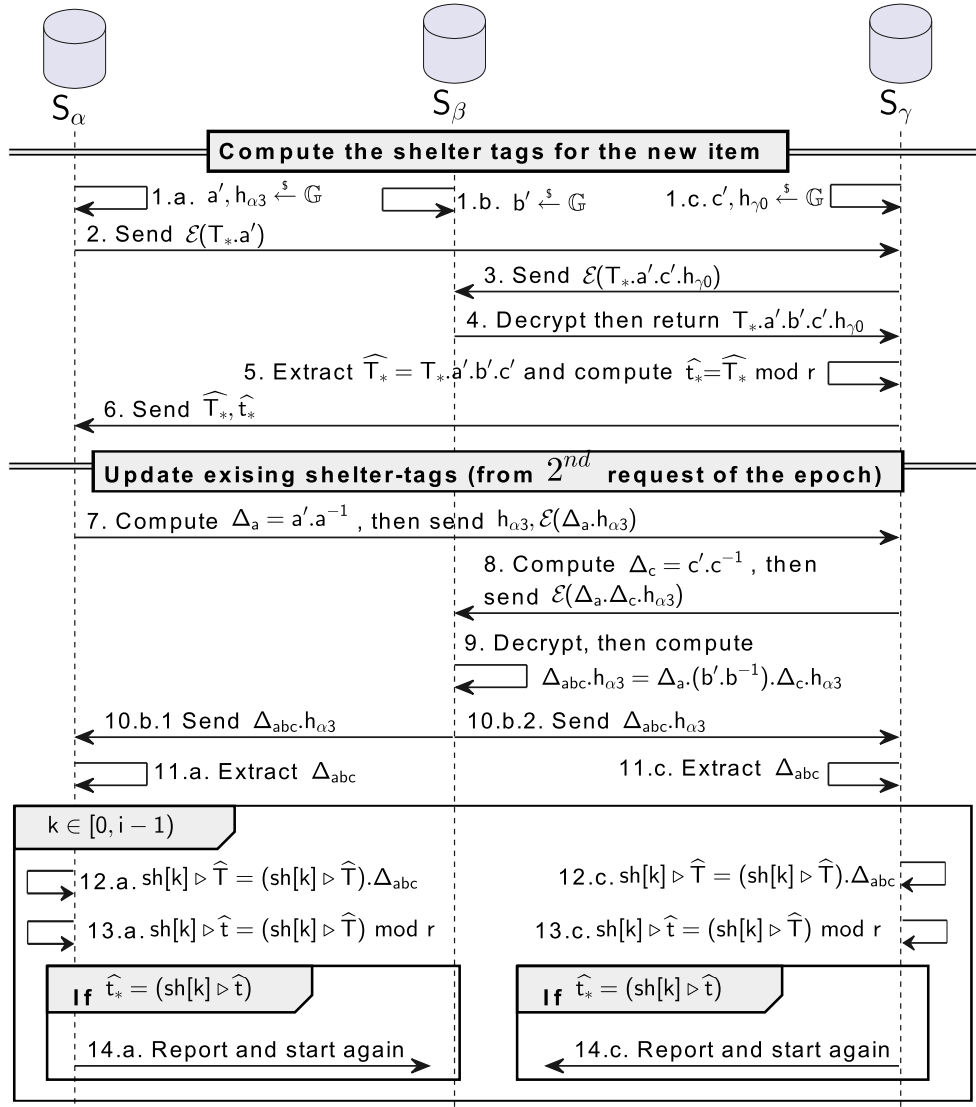 S_α S_β S_γ
Compute the shelter tags for the new item
1.a. a′, h_α3 ←$ 𝔾
1.b. b′ ←$ 𝔾
1.c. c′, h_γ0 ←$ 𝔾
2. Send ℰ(T_*.a′)
3. Send ℰ(T_*.a′.c′.h_γ0)
4. Decrypt then return T_*.a′.b′.c′.h_γ0
5. Extract T̂_* = T_*.a′.b′.c′ and compute t̂_*=T̂_* mod r
6. Send T̂_*, t̂_*
Update exising shelter-tags (from 2^nd request of the epoch)
7. Compute Δ_a = a′.a^−1 , then send h_α3, ℰ(Δ_a.h_α3)
8. Compute Δ_c = c′.c^−1 , then
send ℰ(Δ_a.Δ_c.h_α3)
9. Decrypt, then compute
Δ_abc.h_α3 = Δ_a.(b′.b^−1).Δ_c.h_α3
10.b.1 Send Δ_abc.h_α3
10.b.2. Send Δ_abc.h_α3
11.a. Extract Δ_abc
11.c. Extract Δ_abc
k ∈ [0, i − 1)
12.a. sh[k] ▷ T̂ = (sh[k] ▷ T̂).Δ_abc
12.c. sh[k] ▷ T̂ = (sh[k] ▷ T̂).Δ_abc
13.a. sh[k] ▷ t̂ = (sh[k] ▷ T̂) mod r
13.c. sh[k] ▷ t̂ = (sh[k] ▷ T̂) mod r
If t̂_* = (sh[k] ▷ t̂)
If t̂_* = (sh[k] ▷ t̂)
14.a. Report and start again
14.c. Report and start again